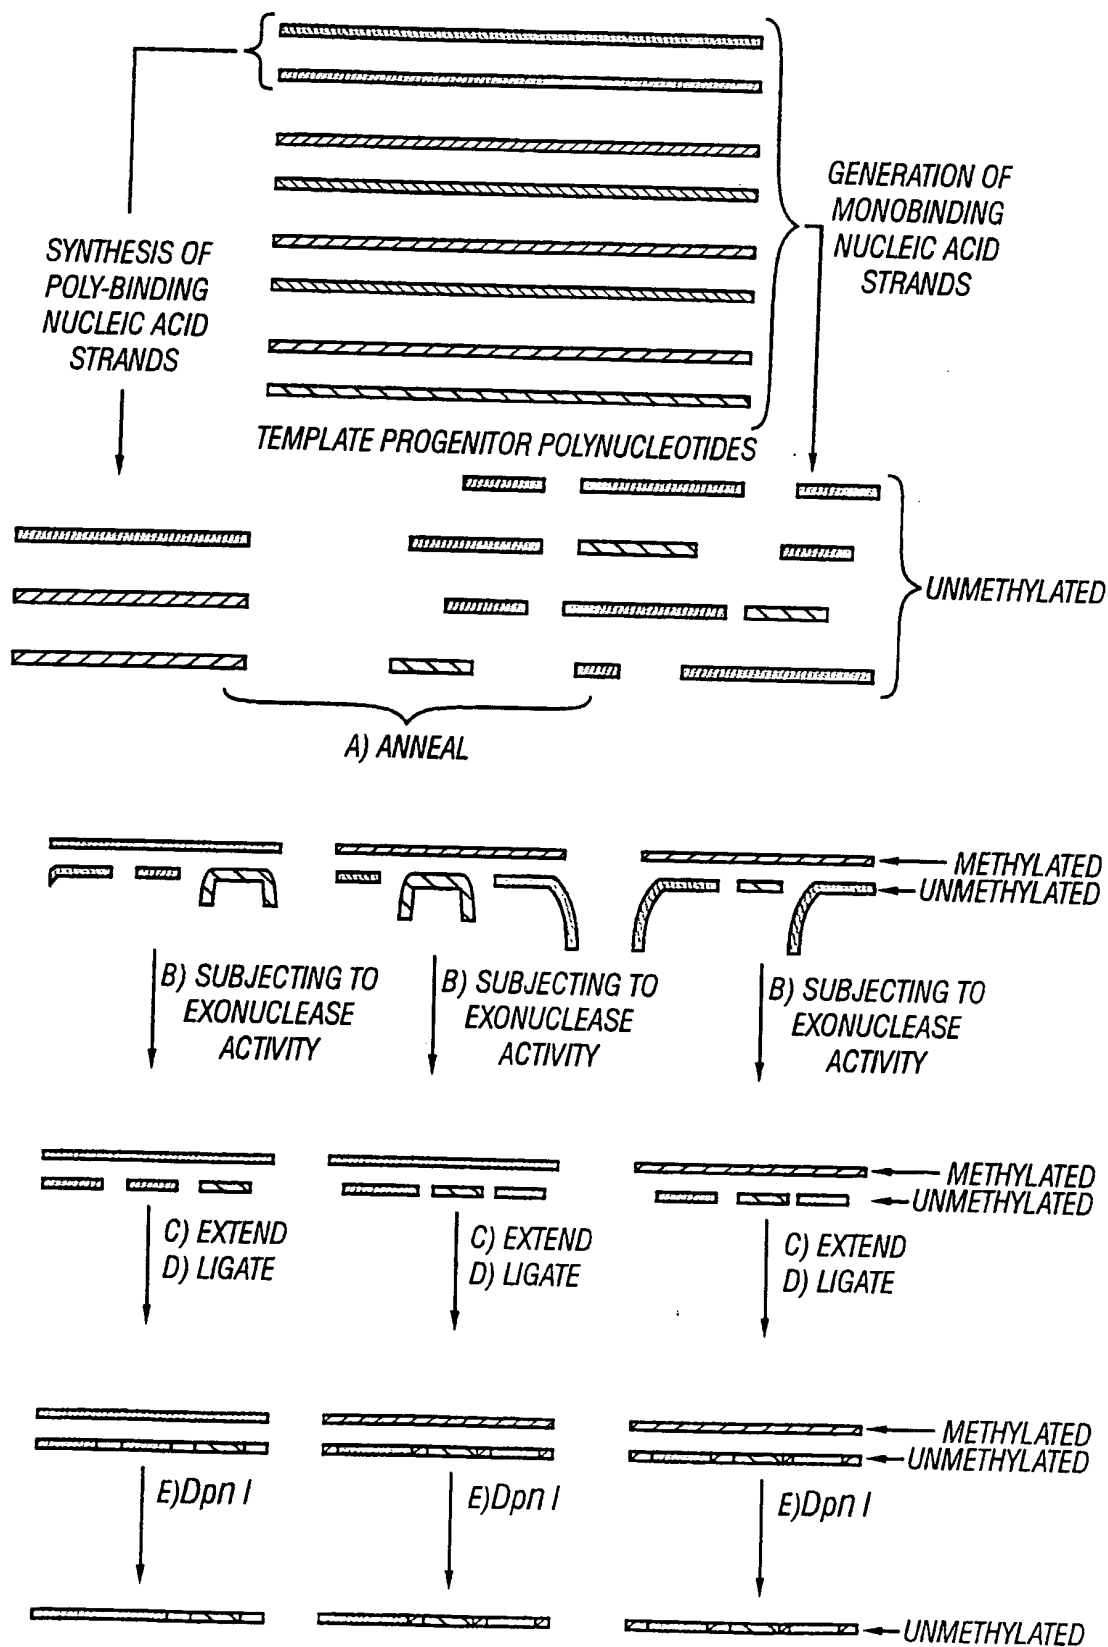 GENERATION OF
MONOBINDING
NUCLEIC ACID
STRANDS
SYNTHESIS OF
POLY-BINDING
NUCLEIC ACID
STRANDS
TEMPLATE PROGENITOR POLYNUCLEOTIDES
UNMETHYLATED
A) ANNEAL
METHYLATED
UNMETHYLATED
B) SUBJECTING TO
EXONUCLEASE
ACTIVITY
B) SUBJECTING TO
EXONUCLEASE
ACTIVITY
B) SUBJECTING TO
EXONUCLEASE
ACTIVITY
METHYLATED
UNMETHYLATED
C) EXTEND
D) LIGATE
C) EXTEND
D) LIGATE
C) EXTEND
D) LIGATE
METHYLATED
UNMETHYLATED
E)Dpn I
E)Dpn I
E)Dpn I
UNMETHYLATED